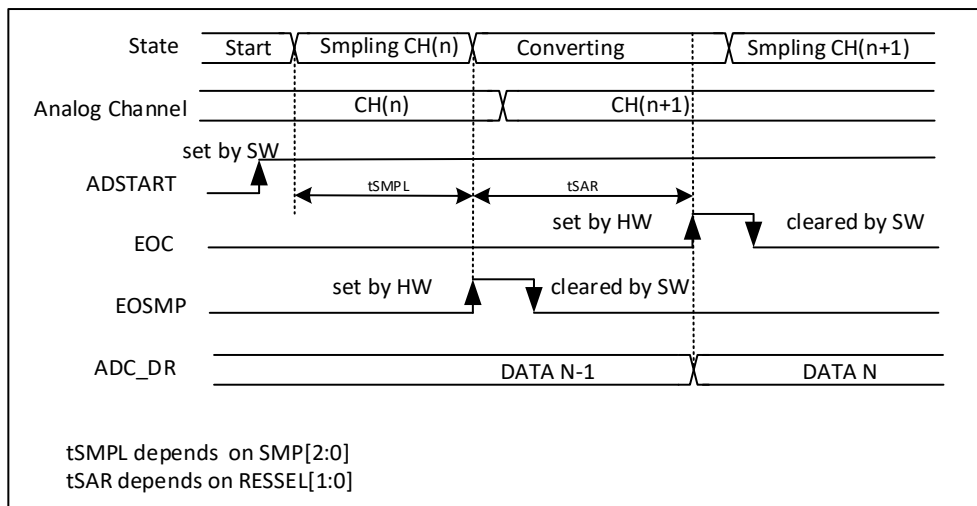 State Start Smpling CH(n) Converting Smpling CH(n+1)
Analog Channel CH(n) CH(n+1)
set by SW
ADSTART
tSMPL tSAR
set by HW cleared by SW
EOC
set by HW cleared by SW
EOSMP
ADC_DR DATA N-1 DATA N
tSMPL depends on SMP[2:0]
tSAR depends on RESSEL[1:0]